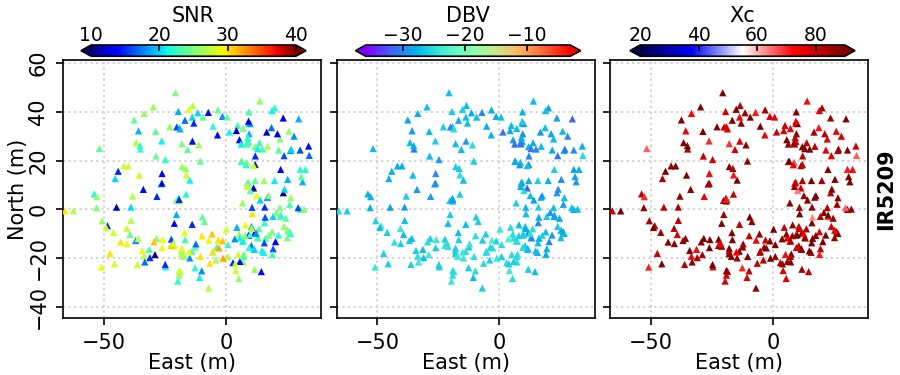 SNR
DBV
Xc
10 20 30 40
−30 −20 −10
20 40 60 80
60
40
20
0
−20
−40
North (m)
IR5209
−50 0
−50 0
−50 0
East (m)
East (m)
East (m)